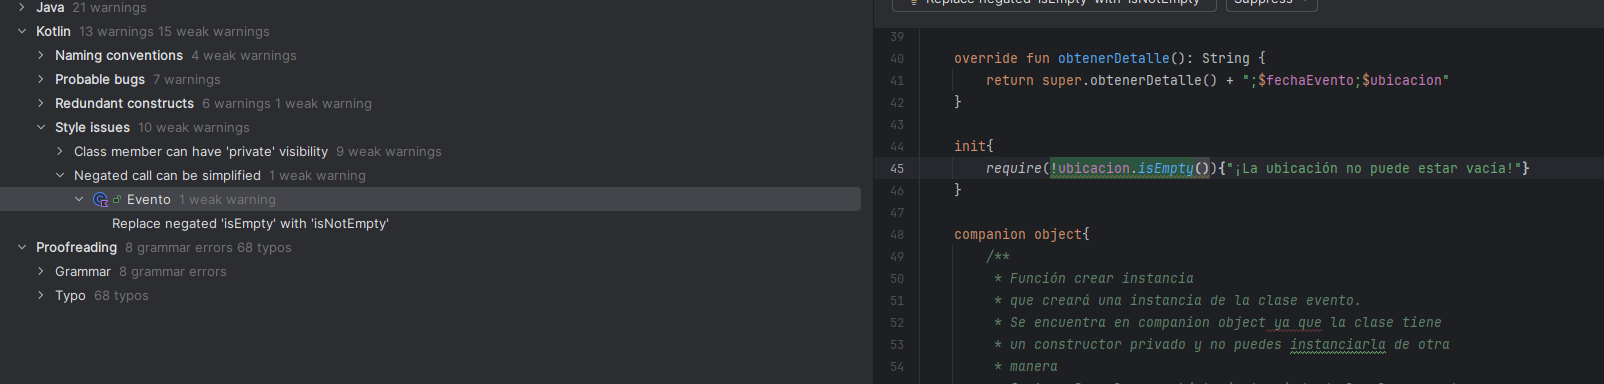 Java 21 warnings
Kotlin 13 warnings 15 weak warnings
Naming conventions 4 weak warnings
Probable bugs 7 warnings
Redundant constructs 6 warnings 1 weak warning
Style issues 10 weak warnings
Class member can have 'private' visibility 9 weak warnings
Negated call can be simplified 1 weak warning
Evento 1 weak warning
Replace negated 'isEmpty' with 'isNotEmpty'
Proofreading 8 grammar errors 68 typos
Grammar 8 grammar errors
Typo 68 typos
Replace negated 'isEmpty' with 'isNotEmpty' Suppress
39
40 override fun obtenerDetalle(): String {
41 return super.obtenerDetalle() + ";$fechaEvento;$ubicacion"
42 }
43
44 init{
45 require(!ubicacion.isEmpty()){"¡La ubicación no puede estar vacía!"}
46 }
47
48 companion object{
49 /**
50 * Función crear instancia
51 * que creará una instancia de la clase evento.
52 * Se encuentra en companion object ya que la clase tiene
53 * un constructor privado y no puedes instanciarla de otra
54 * manera